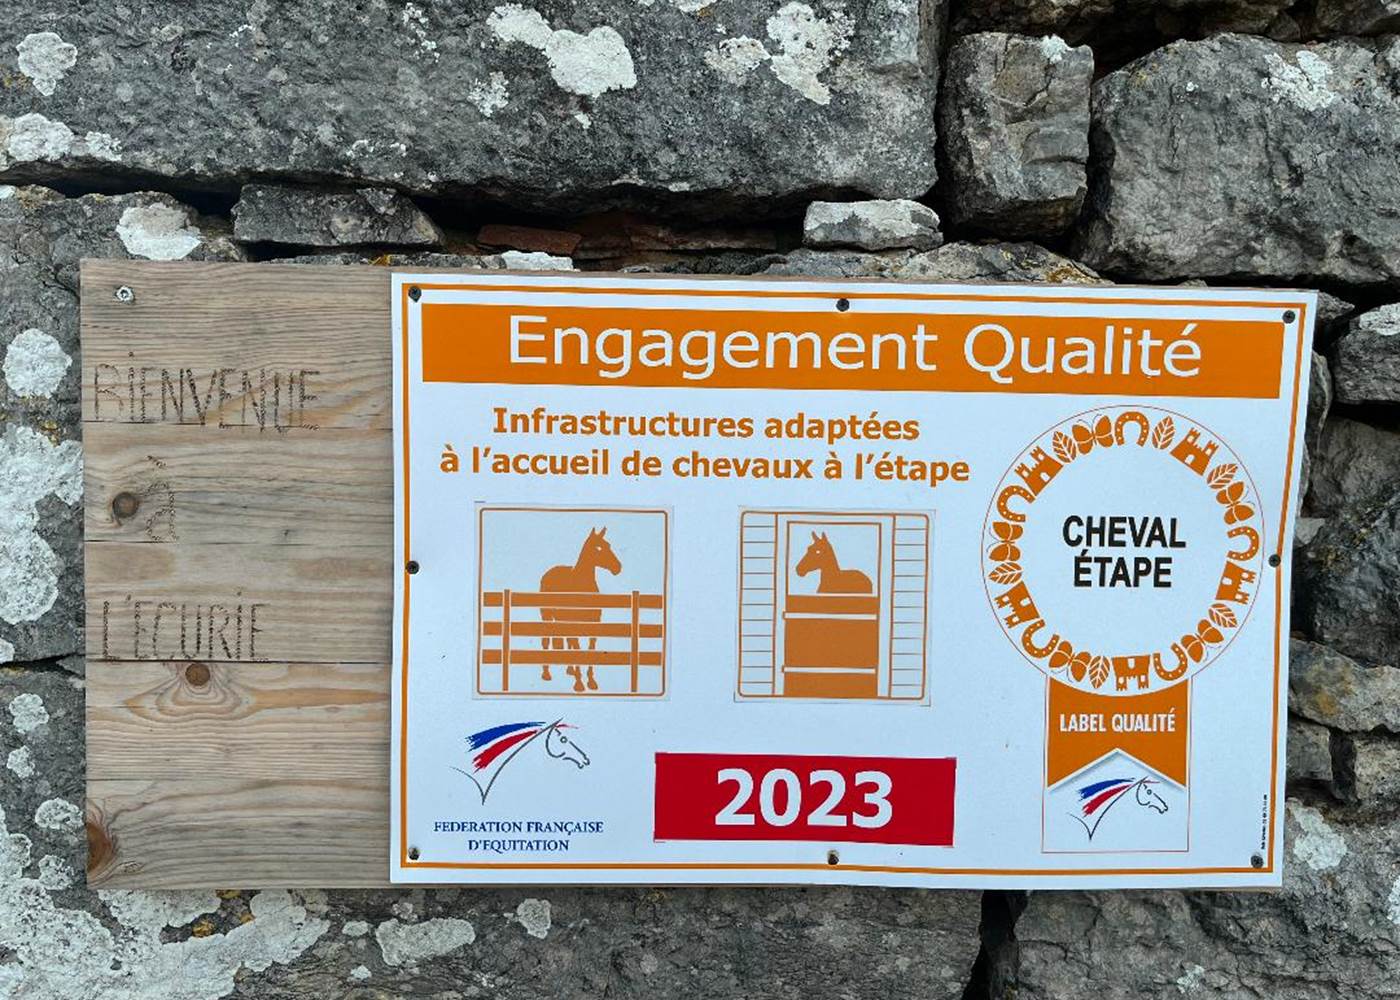 BIENVENUE
à
L'ECURIE
Engagement Qualité
Infrastructures adaptées
à l'accueil de chevaux à l'étape
CHEVAL
ÉTAPE
LABEL QUALITÉ
2023
FEDERATION FRANÇAISE
D'EQUITATION